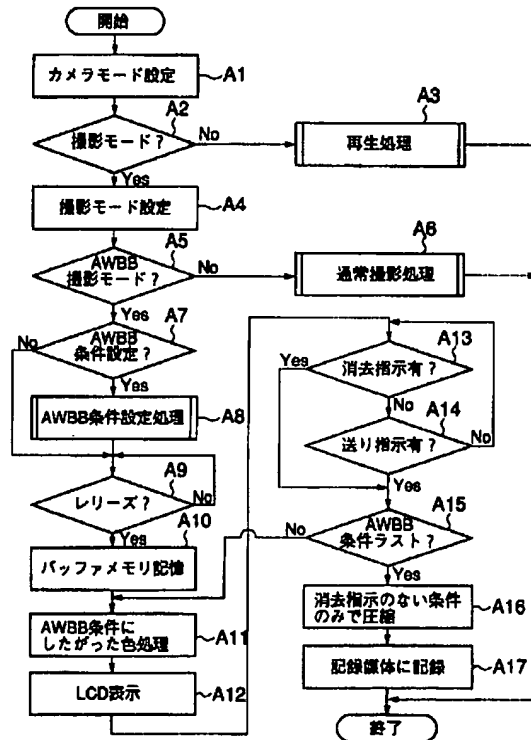 開始
カメラモード設定
A1
A2
撮影モード?
No
A3
再生処理
Yes
撮影モード設定
A4
A5
AWBB
撮影モード?
No
A6
通常撮影処理
Yes
A7
No
AWBB
条件設定?
Yes
AWBB条件設定処理
A8
A9
レリーズ?
No
Yes
A10
バッファメモリ記憶
AWBB条件に
したがった色処理
A11
LCD表示
A12
A13
Yes
消去指示有?
No
A14
送り指示有?
No
Yes
A15
No
AWBB
条件ラスト?
Yes
消去指示のない条件
のみで圧縮
A16
記録媒体に記録
A17
終了